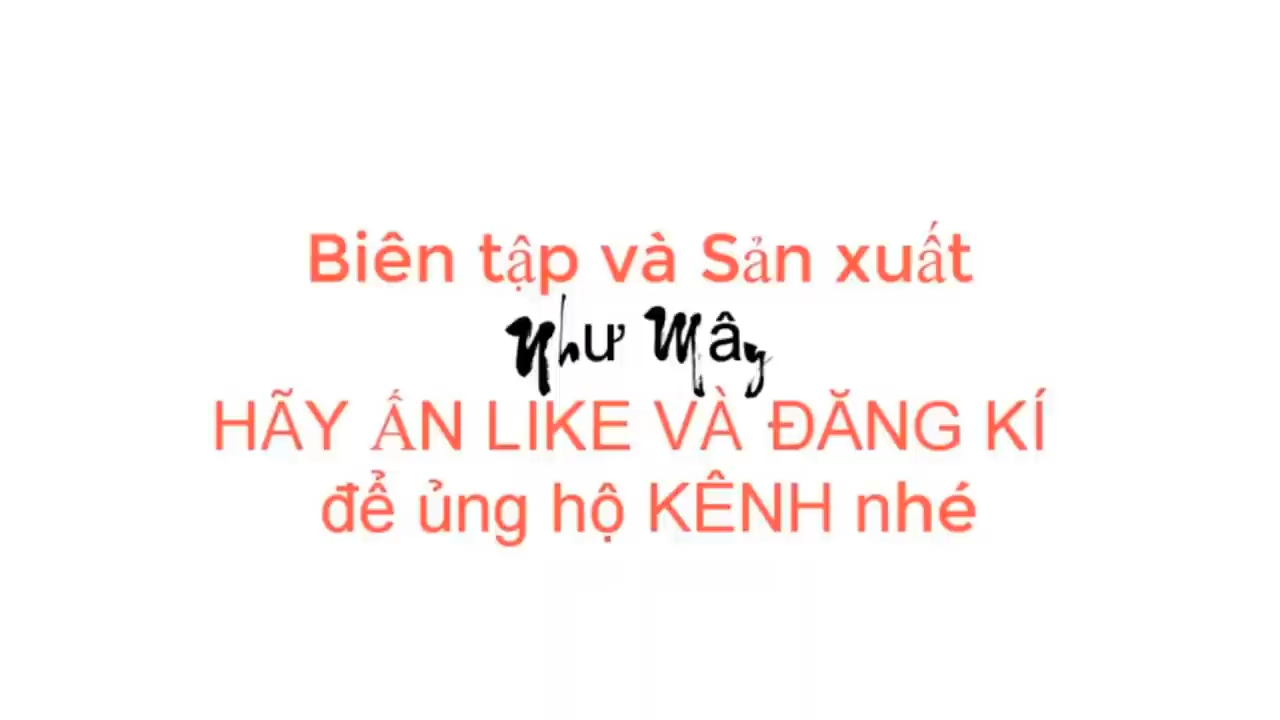 Biên tập và Sản xuất
Như Mây
HÃY ẤN LIKE VÀ ĐĂNG KÍ
để ủng hộ KÊNH nhé